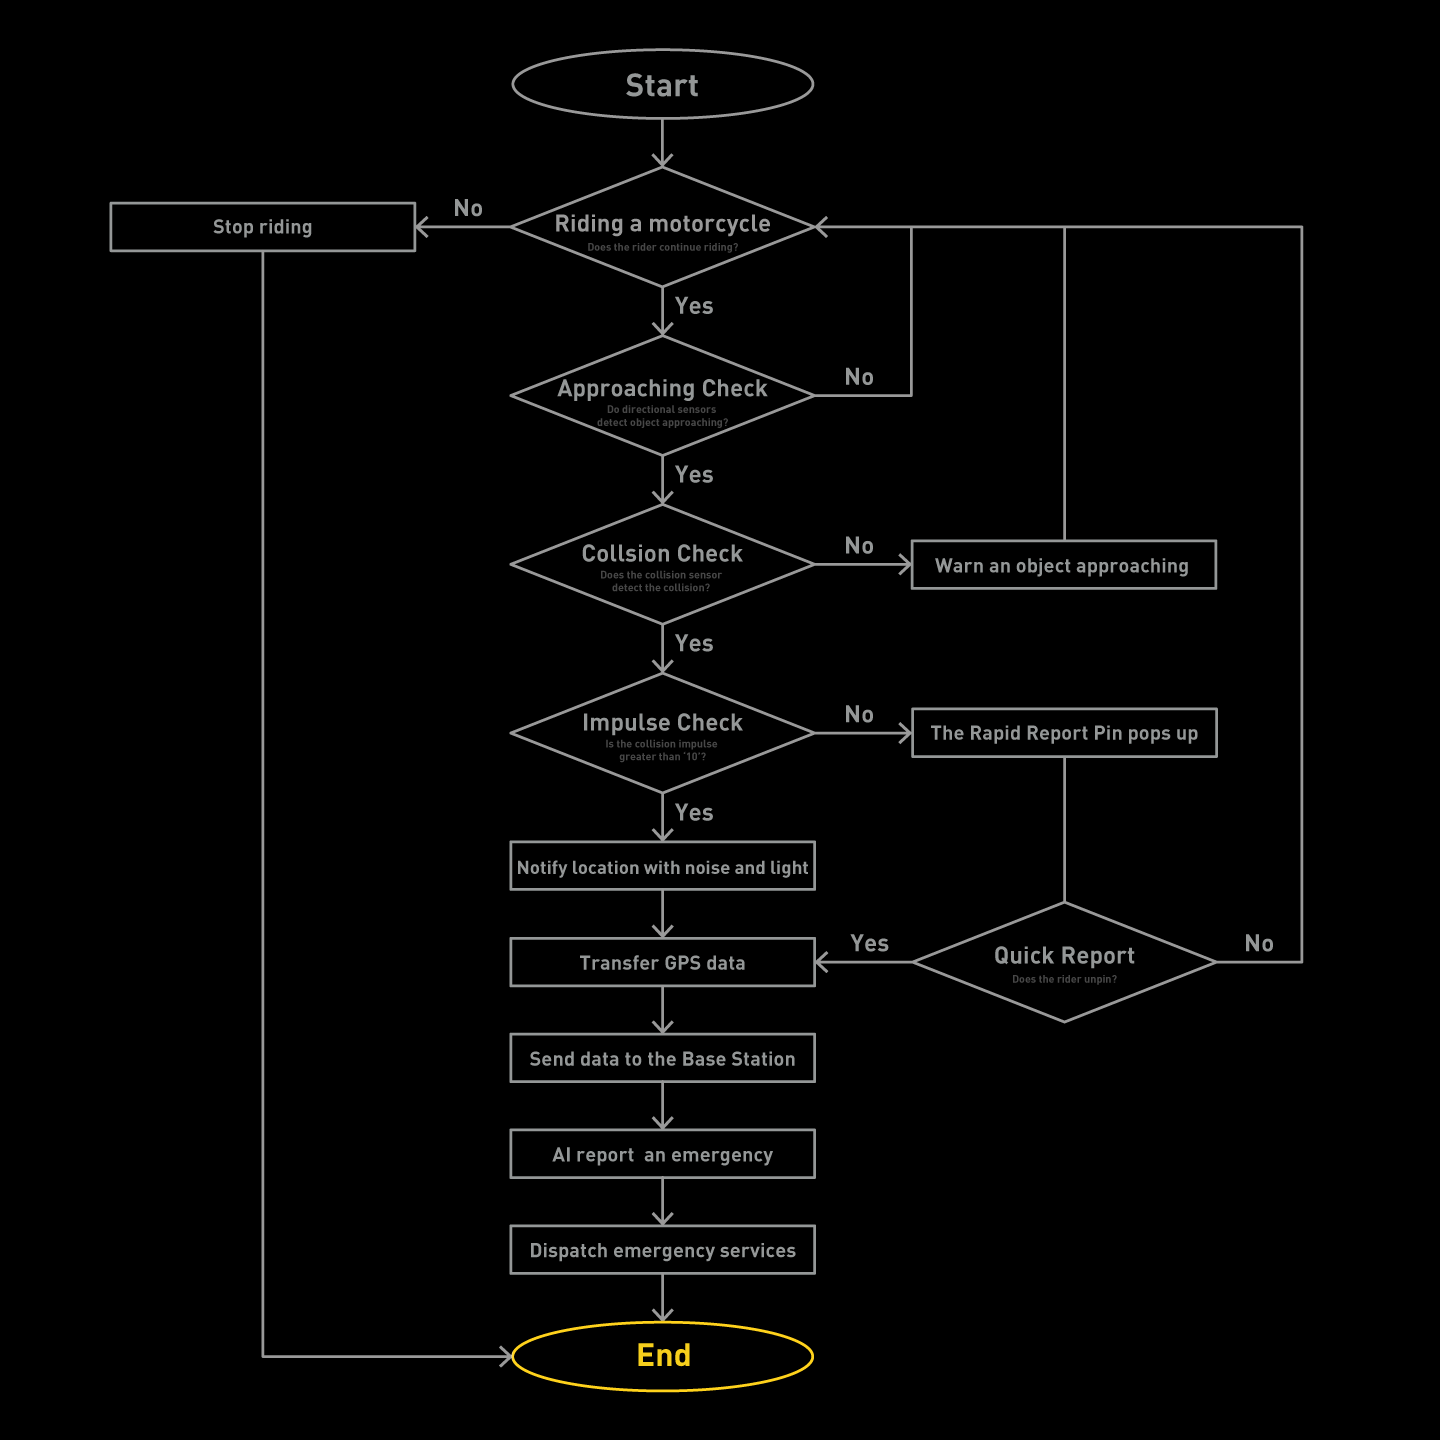 Start
No
Stop riding
Riding a motorcycle
Does the rider continue riding?
Yes
Approaching Check
Do directional sensors
detect object approaching?
No
Yes
Collsion Check
Does the collision sensor
detect the collision?
No
Warn an object approaching
Yes
Impulse Check
Is the collision impulse
greater than '10'?
No
The Rapid Report Pin pops up
Yes
Notify location with noise and light
Transfer GPS data
Yes
Quick Report
Does the rider unpin?
No
Send data to the Base Station
AI report  an emergency
Dispatch emergency services
End